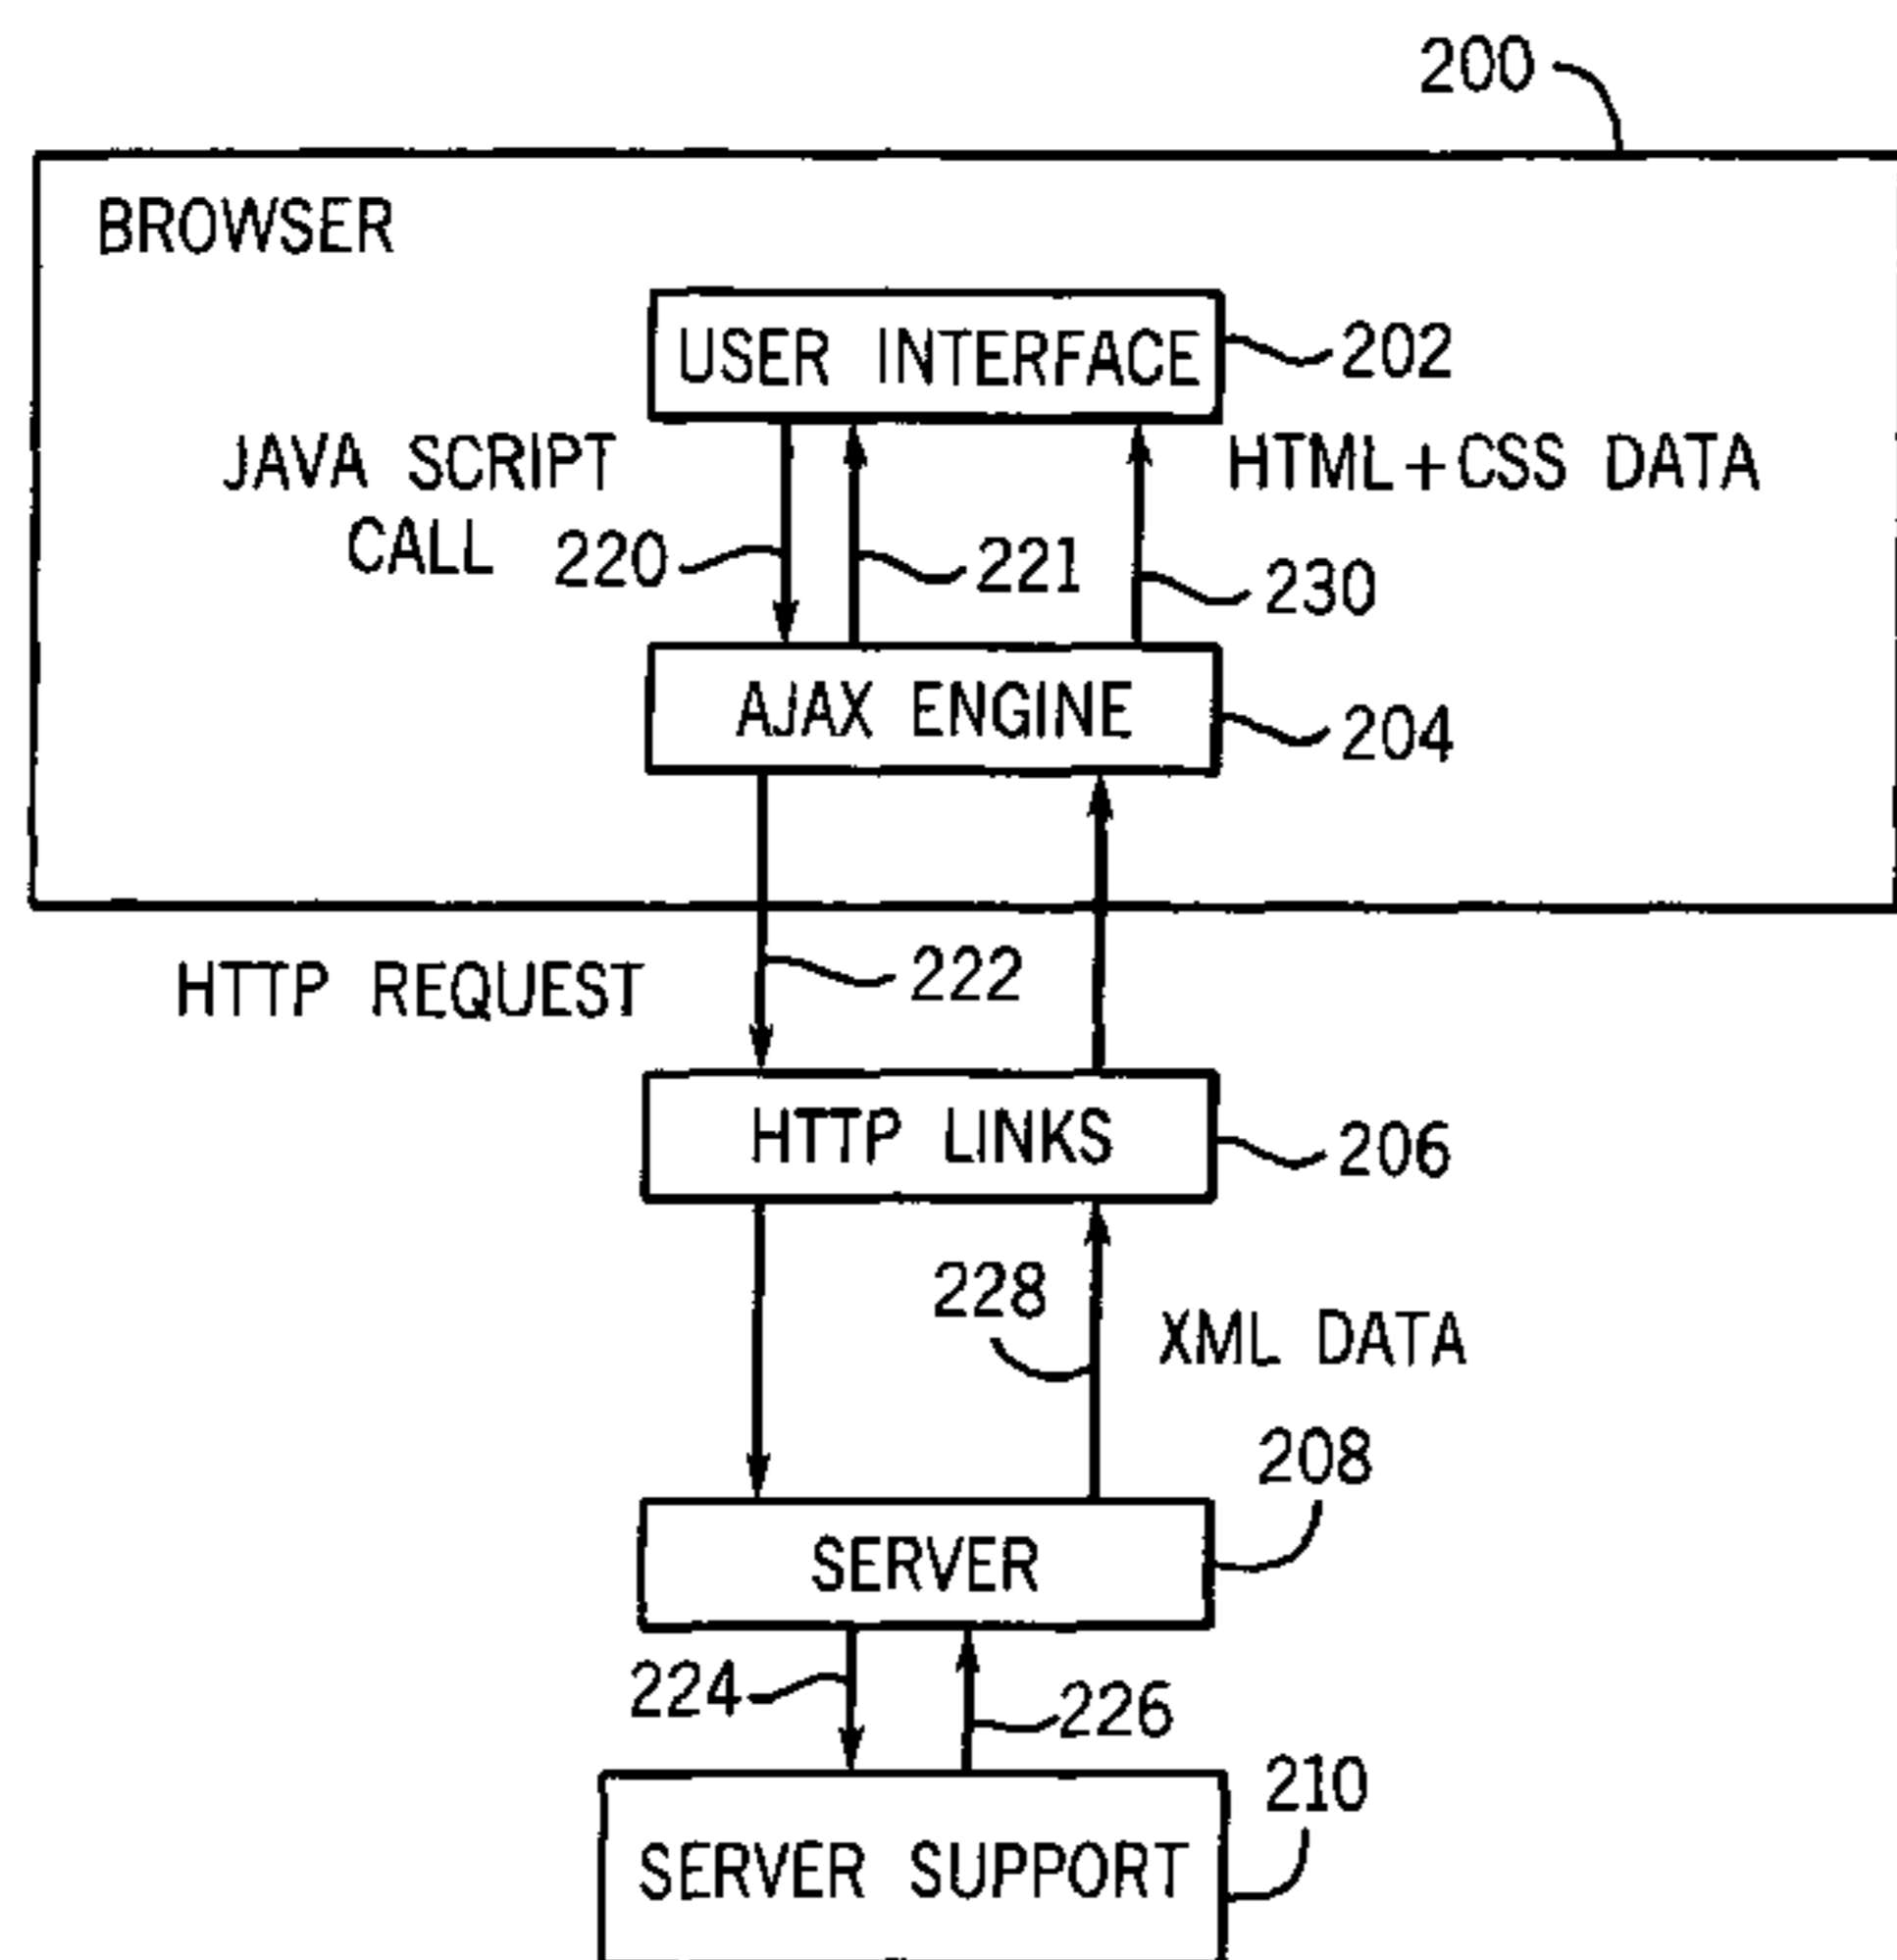 200
BROWSER
USER INTERFACE
202
JAVA SCRIPT
CALL
220
221
HTML+CSS DATA
230
AJAX ENGINE
204
HTTP REQUEST
222
HTTP LINKS
206
228
XML DATA
208
SERVER
224
226
210
SERVER SUPPORT